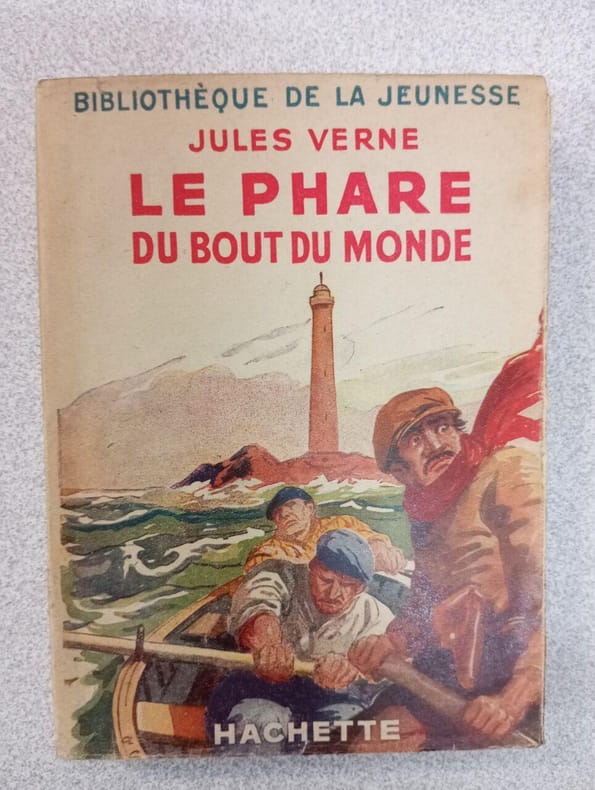 BIBLIOTHÈQUE DE LA JEUNESSE
JULES VERNE
LE PHARE
DU BOUT DU MONDE
HACHETTE